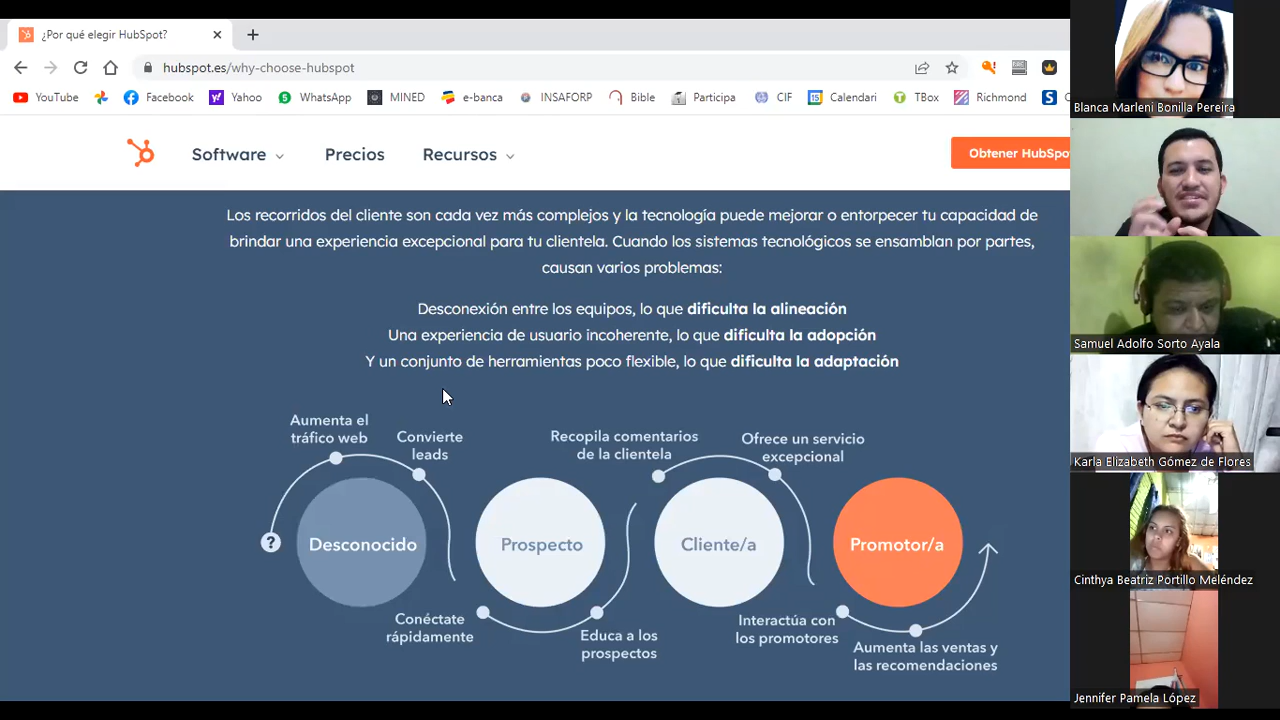 ¿Por qué elegir HubSpot?
hubspot.es/why-choose-hubspot
YouTube
Facebook
Yahoo
WhatsApp
MINED
e-banca
INSAFORP
Bible
Participa
CIF
Calendari
TBox
Richmond
Software
Precios
Recursos
Obtener HubSpo
Los recorridos del cliente son cada vez más complejos y la tecnología puede mejorar o entorpecer tu capacidad de
brindar una experiencia excepcional para tu clientela. Cuando los sistemas tecnológicos se ensamblan por partes,
causan varios problemas:
Desconexión entre los equipos, lo que dificulta la alineación
Una experiencia de usuario incoherente, lo que dificulta la adopción
Y un conjunto de herramientas poco flexible, lo que dificulta la adaptación
Aumenta el
tráfico web
Convierte
leads
Recopila comentarios
de la clientela
Ofrece un servicio
excepcional
?
Desconocido
Prospecto
Cliente/a
Promotor/a
Conéctate
rápidamente
Educa a los
prospectos
Interactúa con
los promotores
Aumenta las ventas y
las recomendaciones
Blanca Marleni Bonilla Pereira
Samuel Adolfo Sorto Ayala
Karla Elizabeth Gómez de Flores
Cinthya Beatriz Portillo Meléndez
Jennifer Pamela López